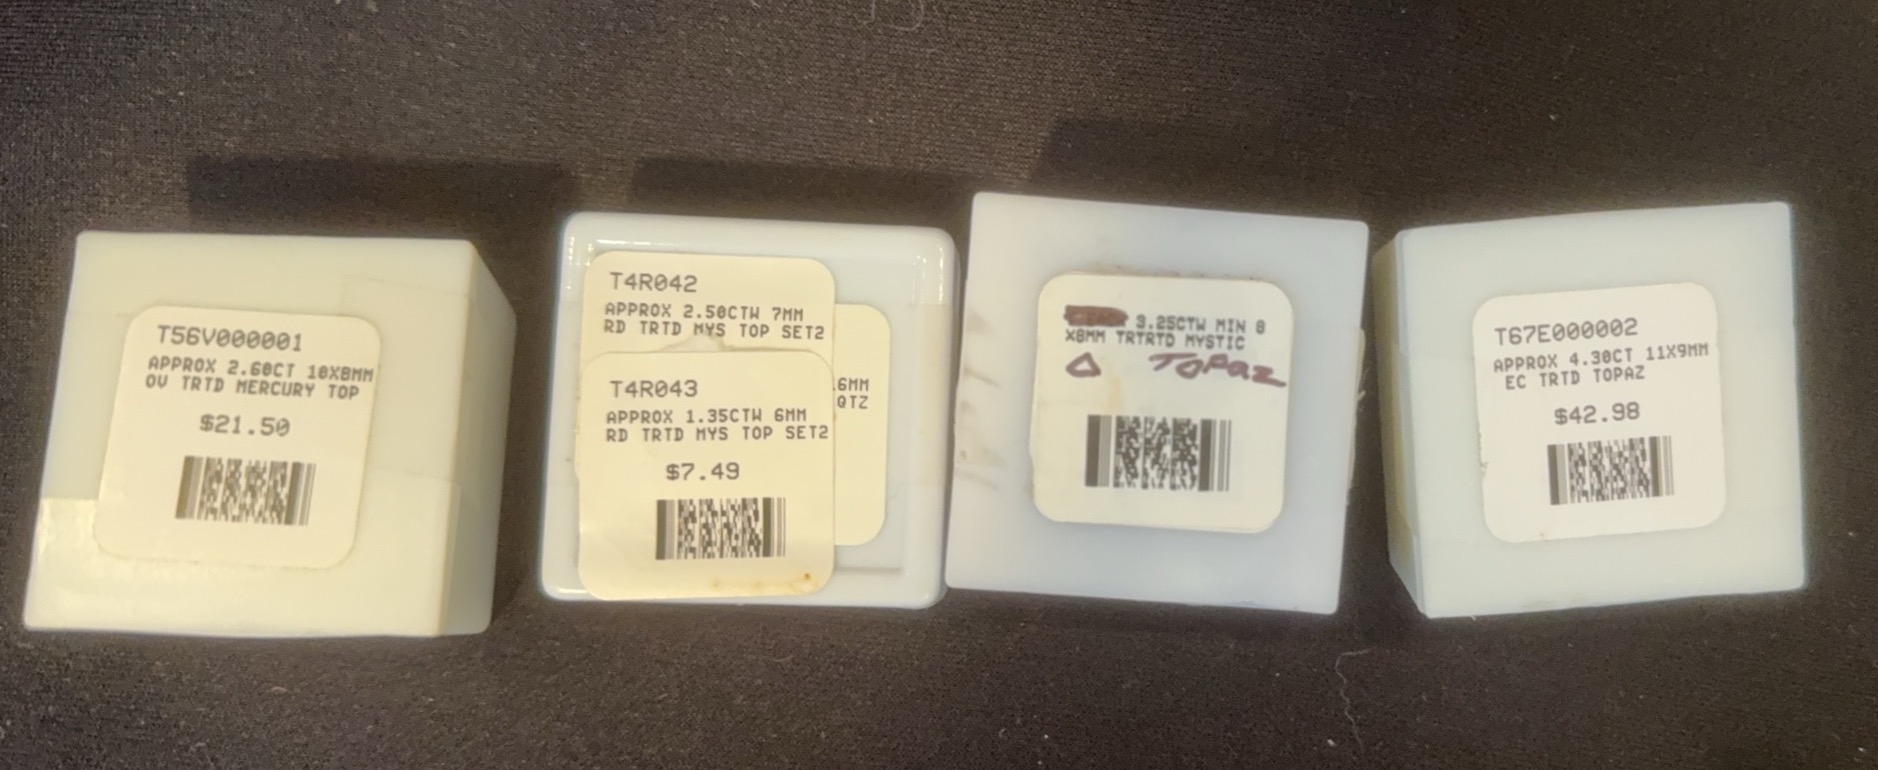 T56V000001
APPROX 2.60CT 10X8MM
OV TRTD MERCURY TOP
$21.50
T4R042
APPROX 2.50CTW 7MM
RD TRTD MYS TOP SET2
T4R043
APPROX 1.35CTW 6MM
RD TRTD MYS TOP SET2
$7.49
6MM
QTZ
3.25CTW MIN 8
X8MM TRTRTD MYSTIC
Topaz
T67E000002
APPROX 4.30CT 11X9MM
EC TRTD TOPAZ
$42.98